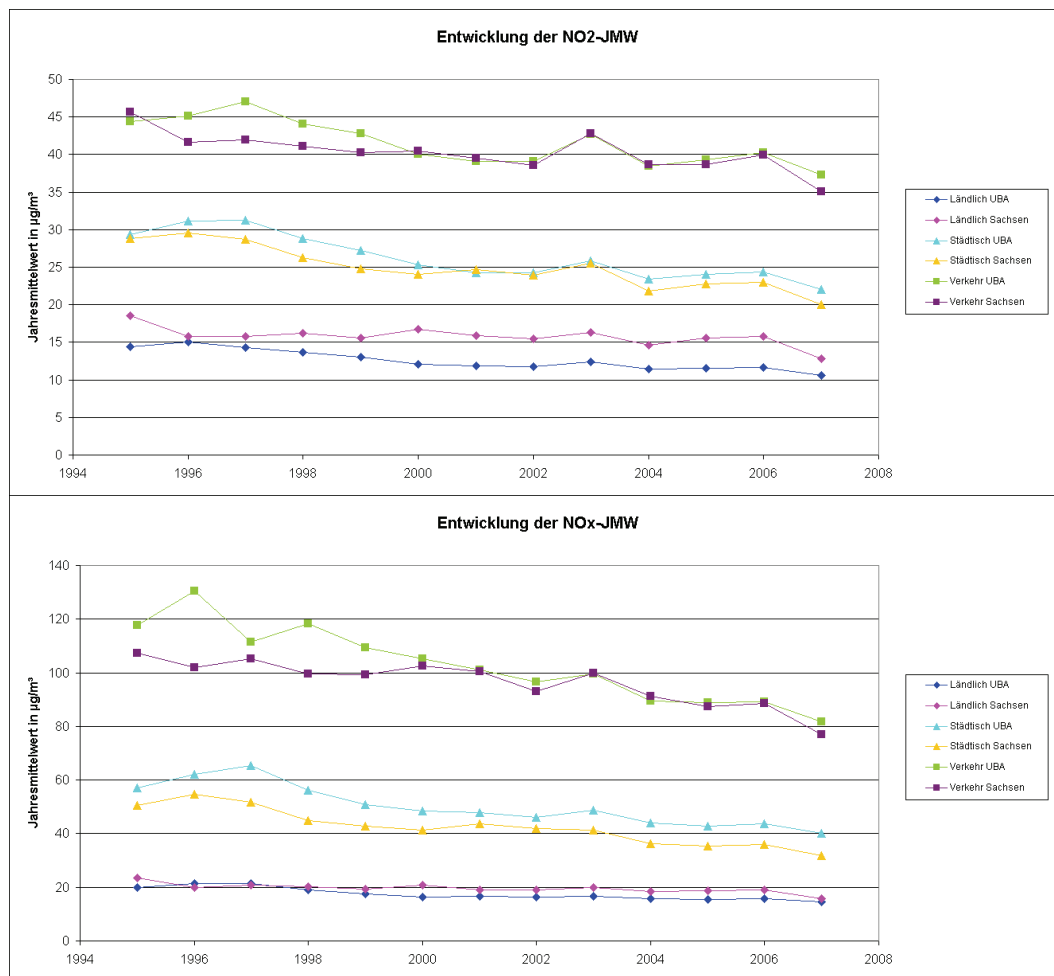 Entwicklung der NO2-JMW
Jahresmittelwert in µg/m³
50
45
40
35
30
25
20
15
10
5
0
1994 1996 1998 2000 2002 2004 2006 2008
Ländlich UBA
Ländlich Sachsen
Städtisch UBA
Städtisch Sachsen
Verkehr UBA
Verkehr Sachsen
Entwicklung der NOx-JMW
Jahresmittelwert in µg/m³
140
120
100
80
60
40
20
0
1994 1996 1998 2000 2002 2004 2006 2008
Ländlich UBA
Ländlich Sachsen
Städtisch UBA
Städtisch Sachsen
Verkehr UBA
Verkehr Sachsen